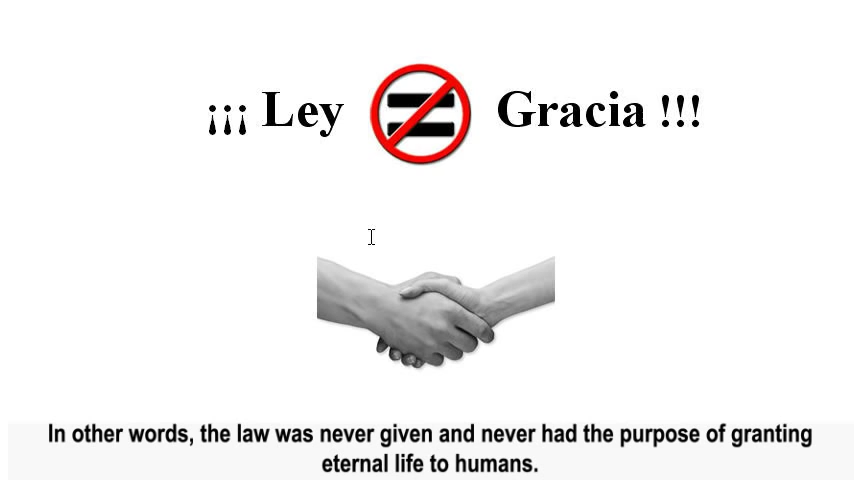 ¡¡¡ Ley = Gracia !!!
In other words, the law was never given and never had the purpose of granting
eternal life to humans.